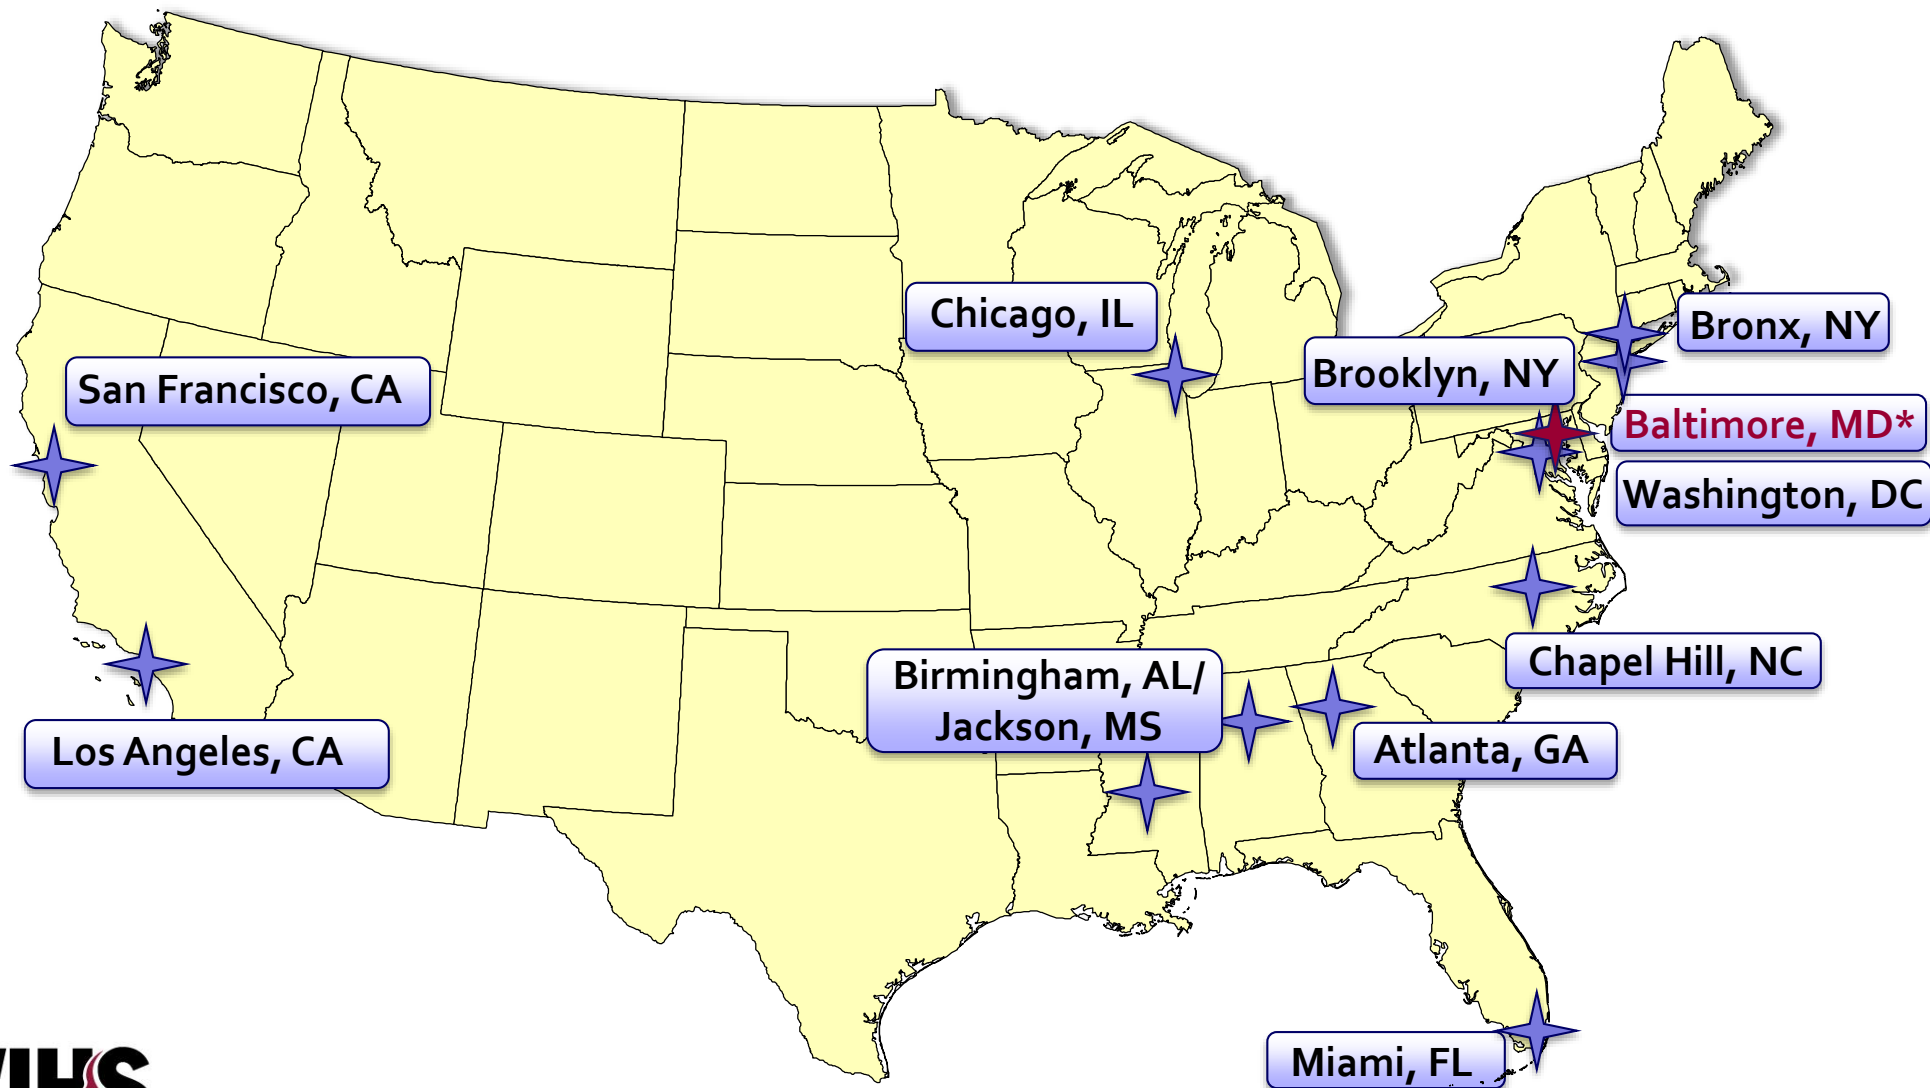 Chicago, IL
Bronx, NY
Brooklyn, NY
San Francisco, CA
Baltimore, MD*
Washington, DC
Chapel Hill, NC
Birmingham, AL/
Jackson, MS
Atlanta, GA
Los Angeles, CA
Miami, FL
WIHS